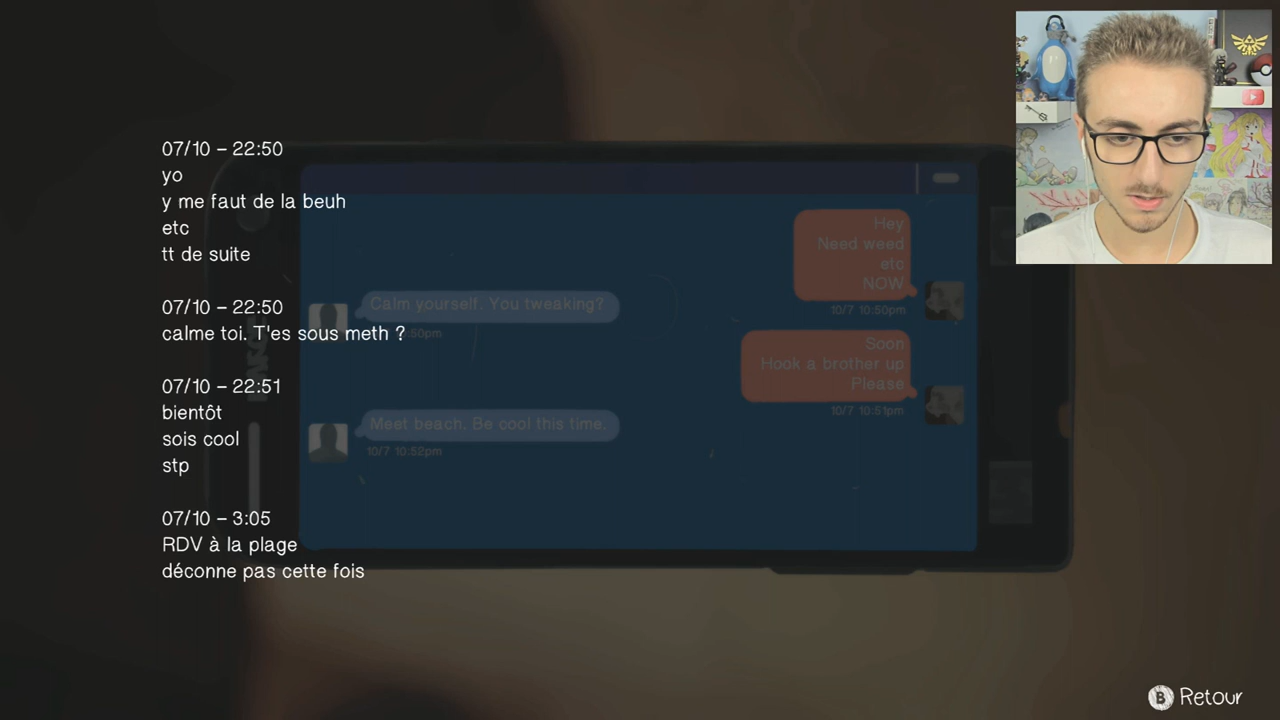 07/10 - 22:50
yo
y me faut de la beuh
etc
tt de suite
07/10 - 22:50
calme toi. T'es sous meth ?
07/10 - 22:51
bientôt
sois cool
stp
07/10 - 3:05
RDV à la plage
déconne pas cette fois
Hey
Need weed
etc
NOW
10/7 10:50pm
Calm yourself. You tweaking?
:50pm
Soon
Hook a brother up
Please
10/7 10:51pm
Meet beach. Be cool this time.
10/7 10:52pm
B Retour